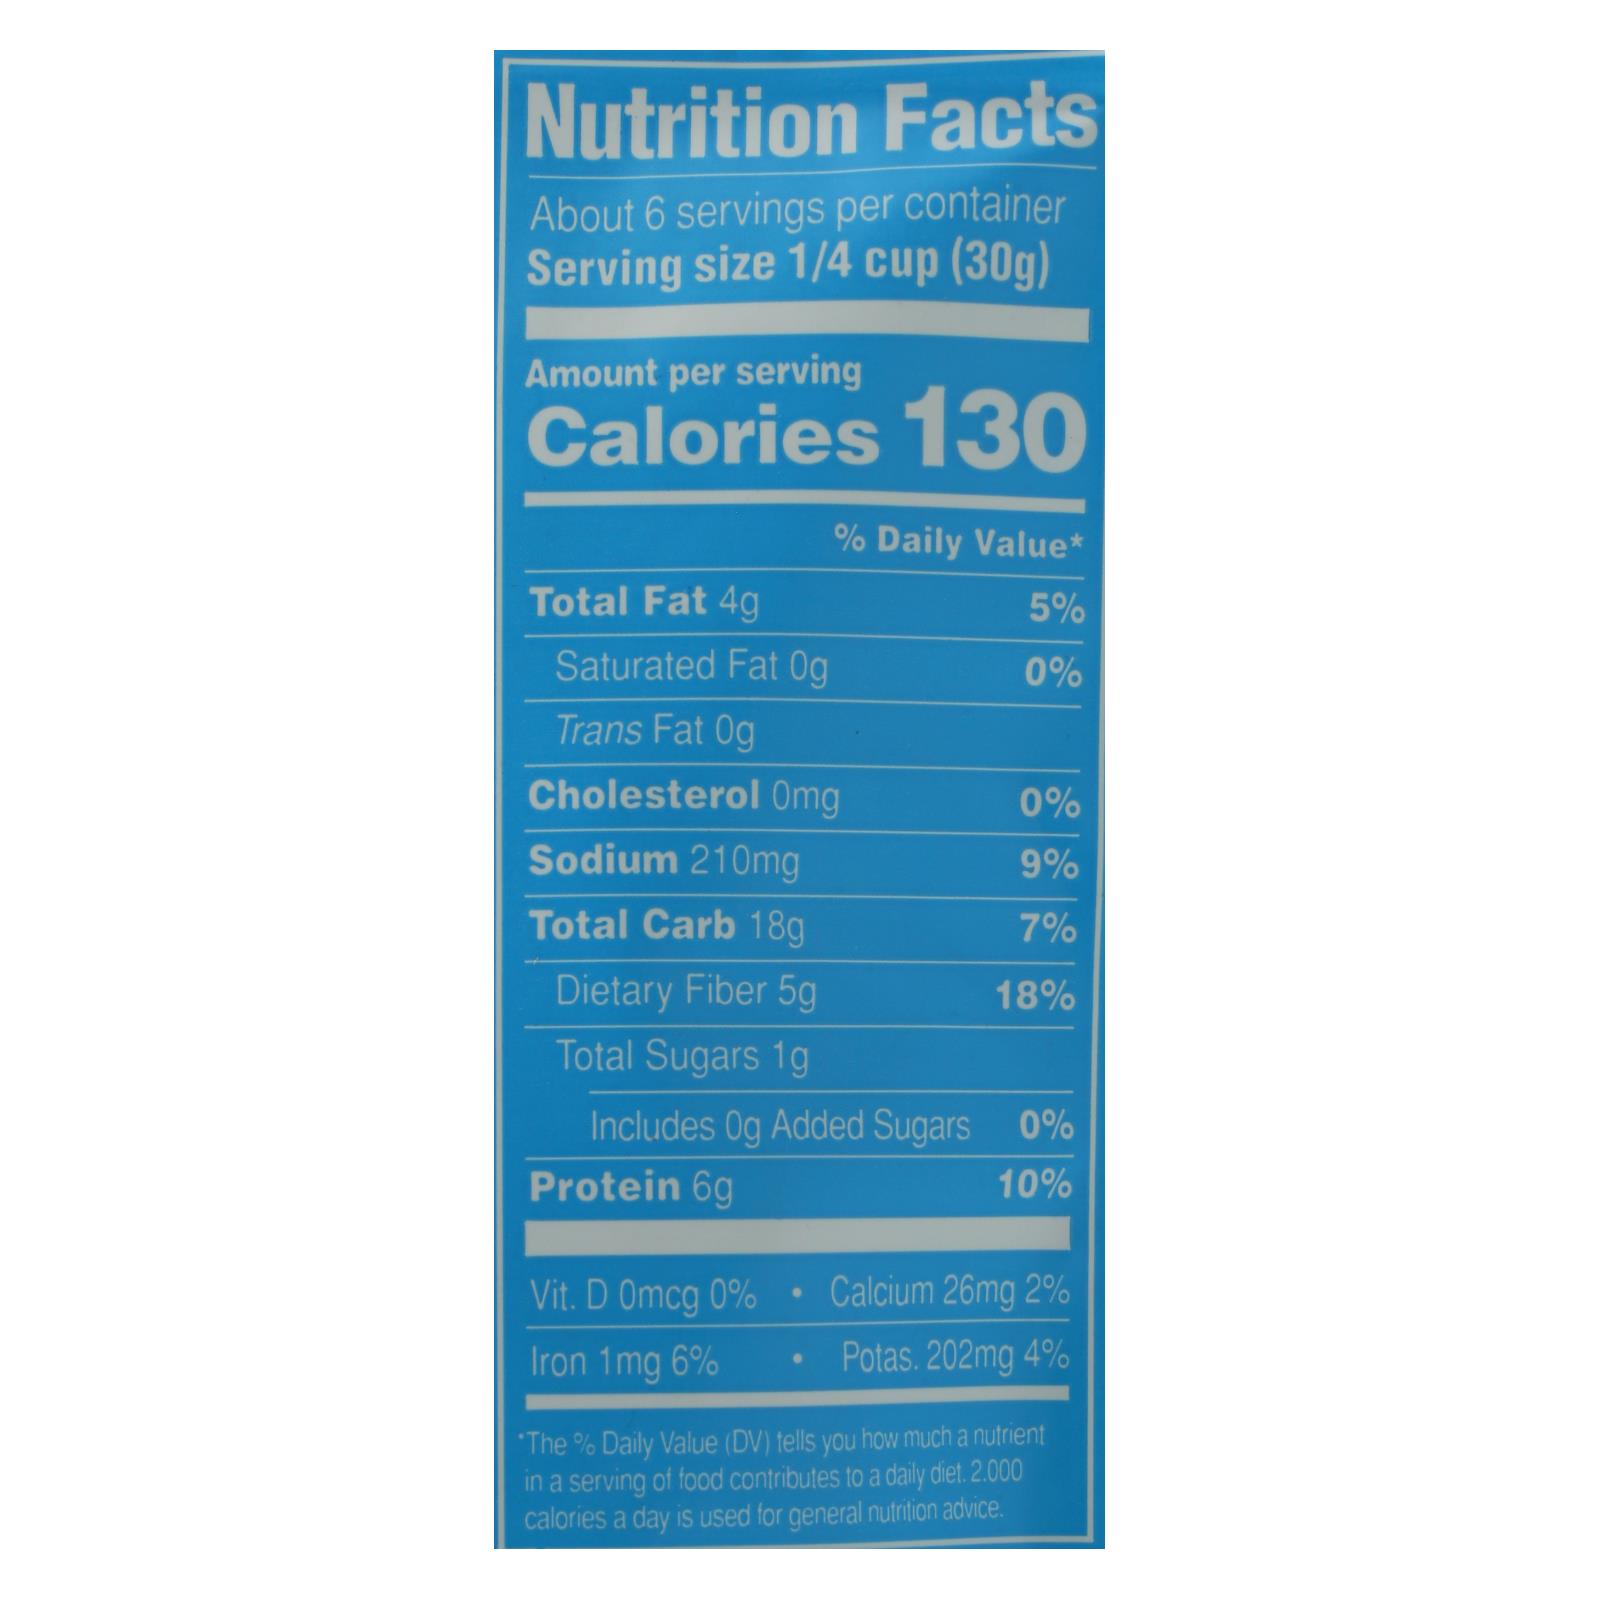 Nutrition Facts
About 6 servings per container
Serving size 1/4 cup (30g)
Amount per serving
Calories 130
% Daily Value*
Total Fat 4g 5%
Saturated Fat 0g 0%
Trans Fat 0g
Cholesterol 0mg 0%
Sodium 210mg 9%
Total Carb 18g 7%
Dietary Fiber 5g 18%
Total Sugars 1g
Includes 0g Added Sugars 0%
Protein 6g 10%
Vit. D 0mcg 0% • Calcium 26mg 2%
Iron 1mg 6% • Potas. 202mg 4%
*The % Daily Value (DV) tells you how much a nutrient
in a serving of food contributes to a daily diet. 2.000
calories a day is used for general nutrition advice.